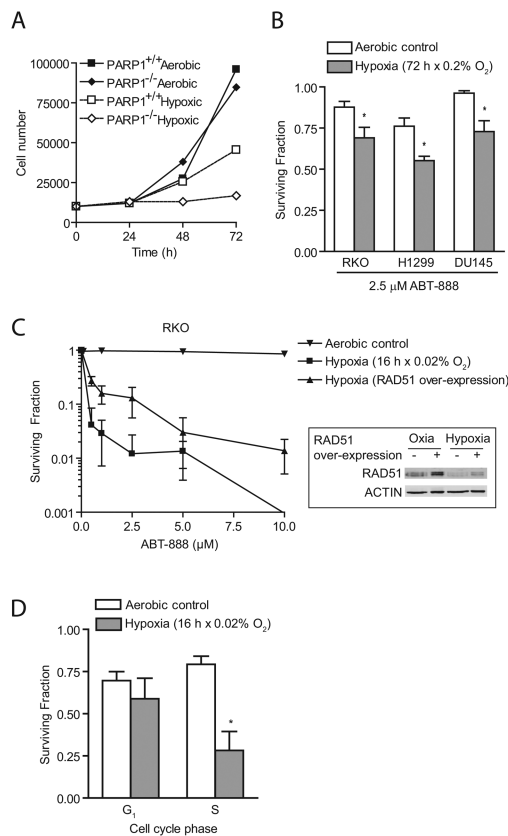 A
PARP1+/+Aerobic
PARP1-/-Aerobic
PARP1+/+Hypoxic
PARP1-/-Hypoxic
100000
75000
50000
25000
0
Cell number
0 24 48 72
Time (h)
B
Aerobic control
Hypoxia (72 h x 0.2% O2)
1.00
0.75
0.50
0.25
0.00
Surviving Fraction
* * *
RKO H1299 DU145
2.5 μM ABT-888
C
RKO
Aerobic control
Hypoxia (16 h x 0.02% O2)
Hypoxia (RAD51 over-expression)
1
0.1
0.01
0.001
Surviving Fraction
0.0 2.5 5.0 7.5 10.0
ABT-888 (μM)
RAD51 Oxia Hypoxia
over-expression - + - +
RAD51
ACTIN
D
Aerobic control
Hypoxia (16 h x 0.02% O2)
1.00
0.75
0.50
0.25
0.00
Surviving Fraction
*
G1 S
Cell cycle phase